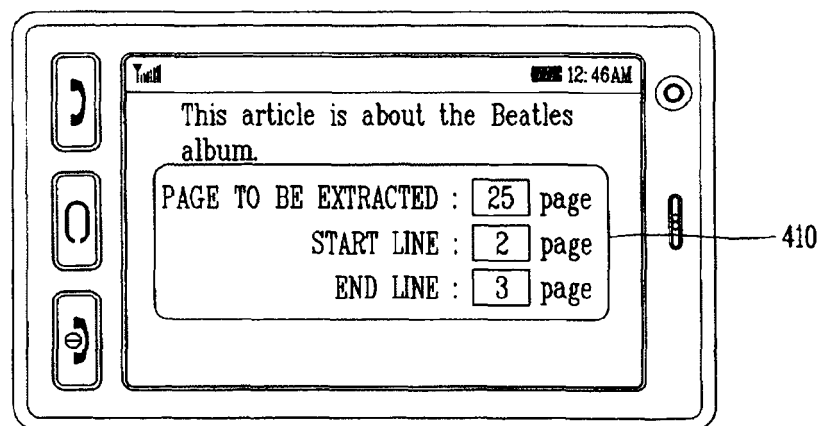 12:46AM
This article is about the Beatles
album.
PAGE TO BE EXTRACTED : 25 page
START LINE : 2 page
END LINE : 3 page
410